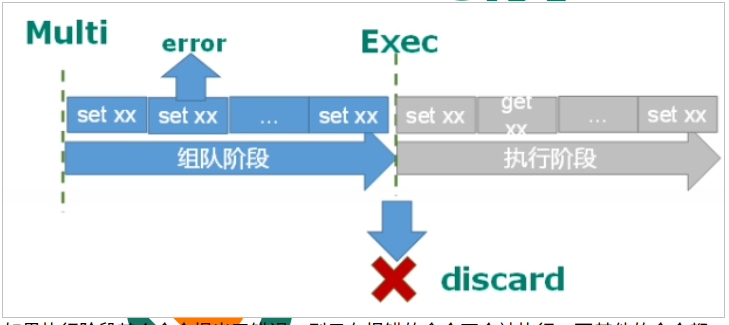 Multi
error
Exec
set xx
set xx
...
set xx
set xx
get xx
...
set xx
组队阶段
执行阶段
discard